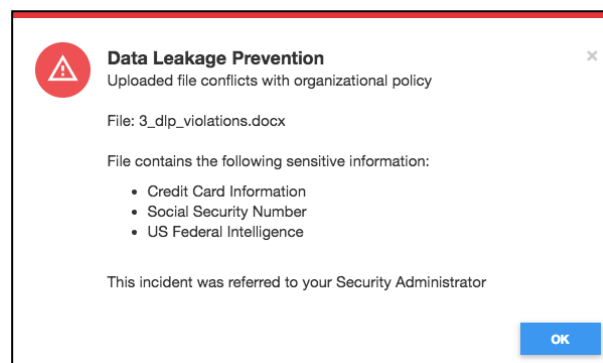 Data Leakage Prevention
Uploaded file conflicts with organizational policy
File: 3_dlp_violations.docx
File contains the following sensitive information:
• Credit Card Information
• Social Security Number
• US Federal Intelligence
This incident was referred to your Security Administrator
OK